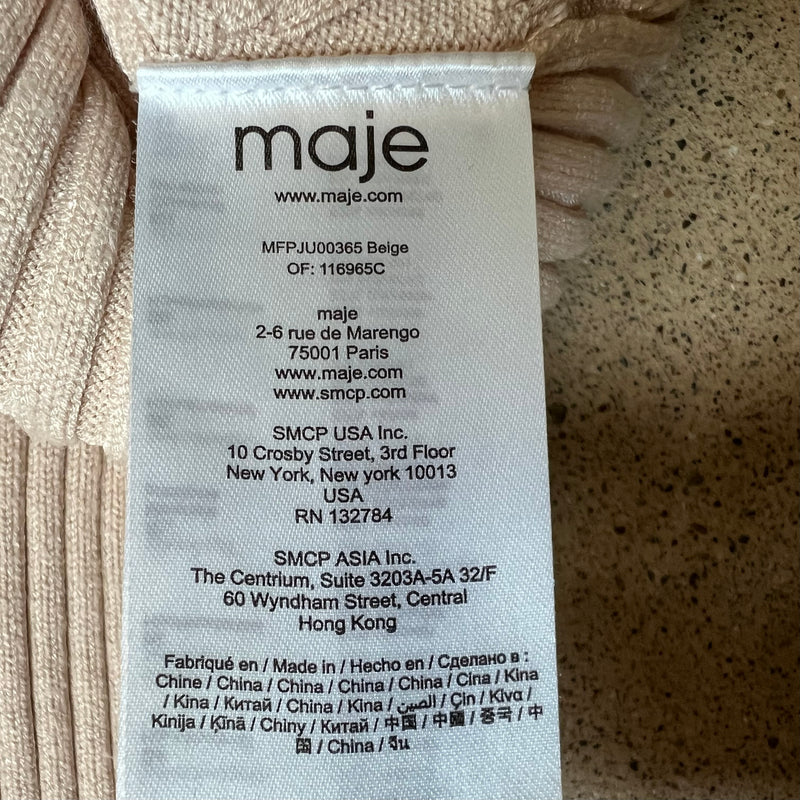 maje
www.maje.com
MFPJU00365 Beige
OF: 116965C
maje
2-6 rue de Marengo
75001 Paris
www.maje.com
www.smcp.com
SMCP USA Inc.
10 Crosby Street, 3rd Floor
New York, New york 10013
USA
RN 132784
SMCP ASIA Inc.
The Centrium, Suite 3203A-5A 32/F
60 Wyndham Street, Central
Hong Kong
Fabriqué en / Made in / Hecho en / Сделано в :
Chine / China / China / China / China / Cina / Kina
/ Kina / Китай / China / Kina / الصين / Çin / Κίνα /
Kinija / Ķīnā / Chiny / Китай / 中国 / 中國 / 중국 / 中
国 / China / จีน